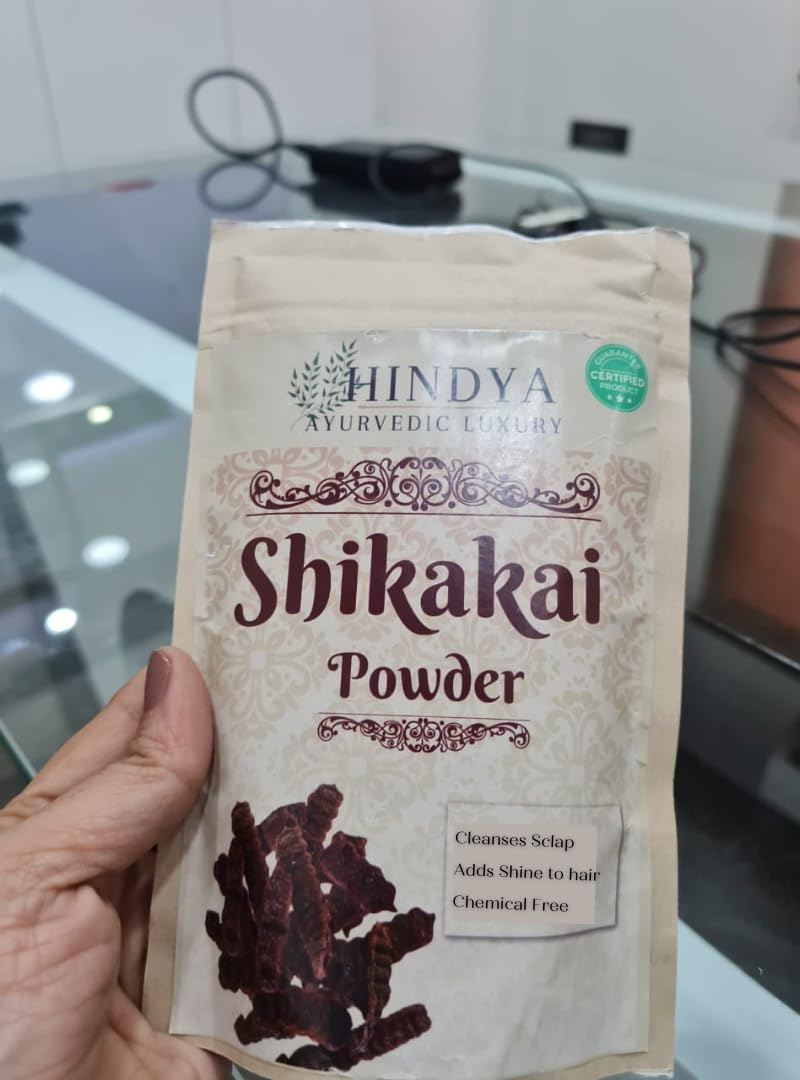 HINDYA
AYURVEDIC LUXURY
GUARANTEE
CERTIFIED
PRODUCT
Shikakai
Powder
Cleanses Sclap
Adds Shine to hair
Chemical Free